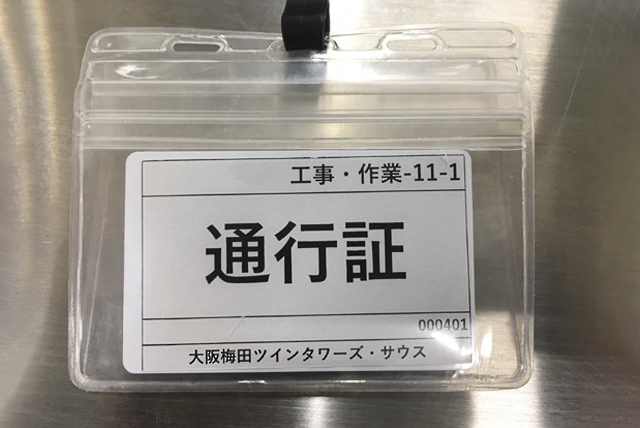 工事・作業-11-1
通行証
000401
大阪梅田ツインタワーズ・サウス